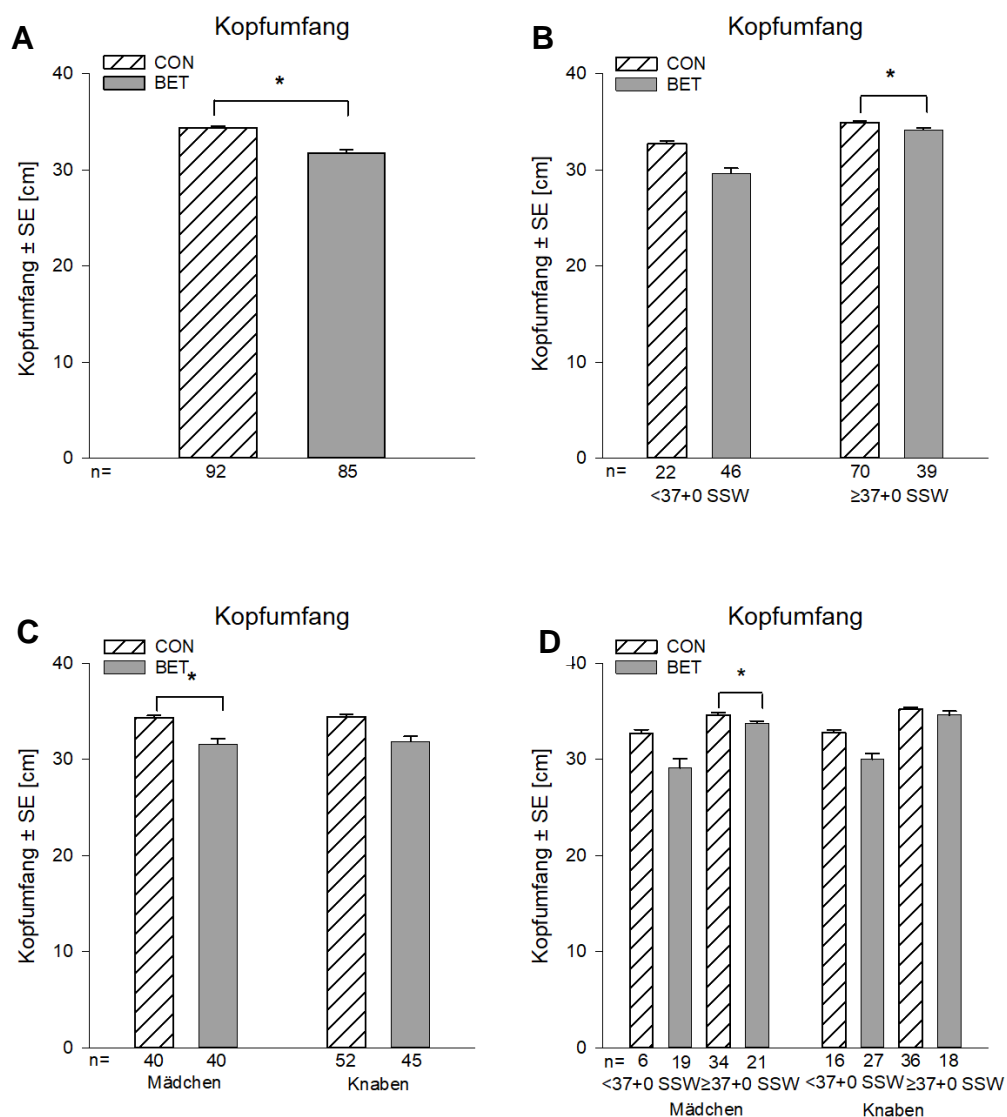 A
Kopfumfang
CON
BET
*
Kopfumfang ± SE [cm]
40
30
20
10
0
n= 92 85
B
Kopfumfang
CON
BET
*
Kopfumfang ± SE [cm]
40
30
20
10
0
n= 22 46 70 39
<37+0 SSW ≥37+0 SSW
C
Kopfumfang
CON
BET
*
Kopfumfang ± SE [cm]
40
30
20
10
0
n= 40 40 52 45
Mädchen Knaben
D
Kopfumfang
CON
BET
*
Kopfumfang ± SE [cm]
40
30
20
10
0
n= 6 19 34 21 16 27 36 18
<37+0 SSW ≥37+0 SSW <37+0 SSW ≥37+0 SSW
Mädchen Knaben